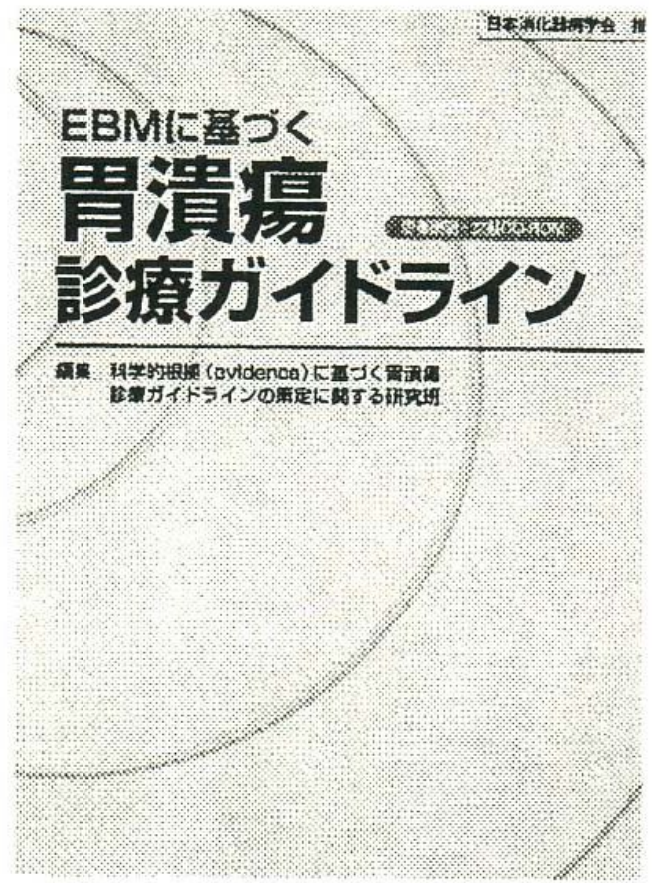 日本消化器病学会 推
EBMに基づく
胃潰瘍
診療ガイドライン
CD-ROM
編集 科学的根拠(evidence)に基づく胃潰瘍
診療ガイドラインの策定に関する研究班